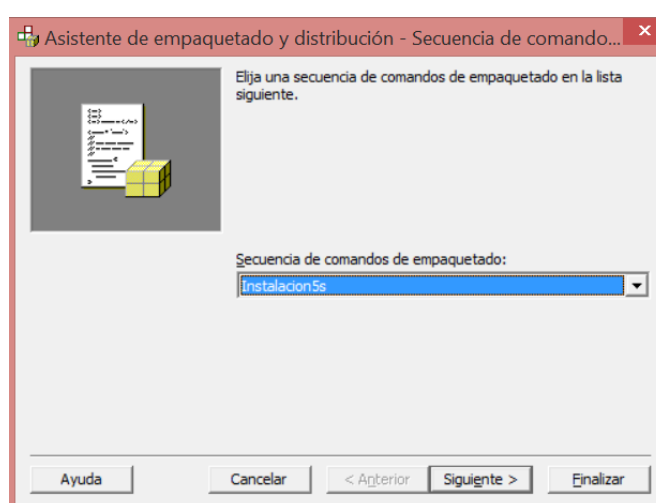 Asistente de empaquetado y distribución - Secuencia de comando...
Elija una secuencia de comandos de empaquetado en la lista
siguiente.
Secuencia de comandos de empaquetado:
Instalacion5s
Ayuda
Cancelar
< Anterior
Siguiente >
Finalizar